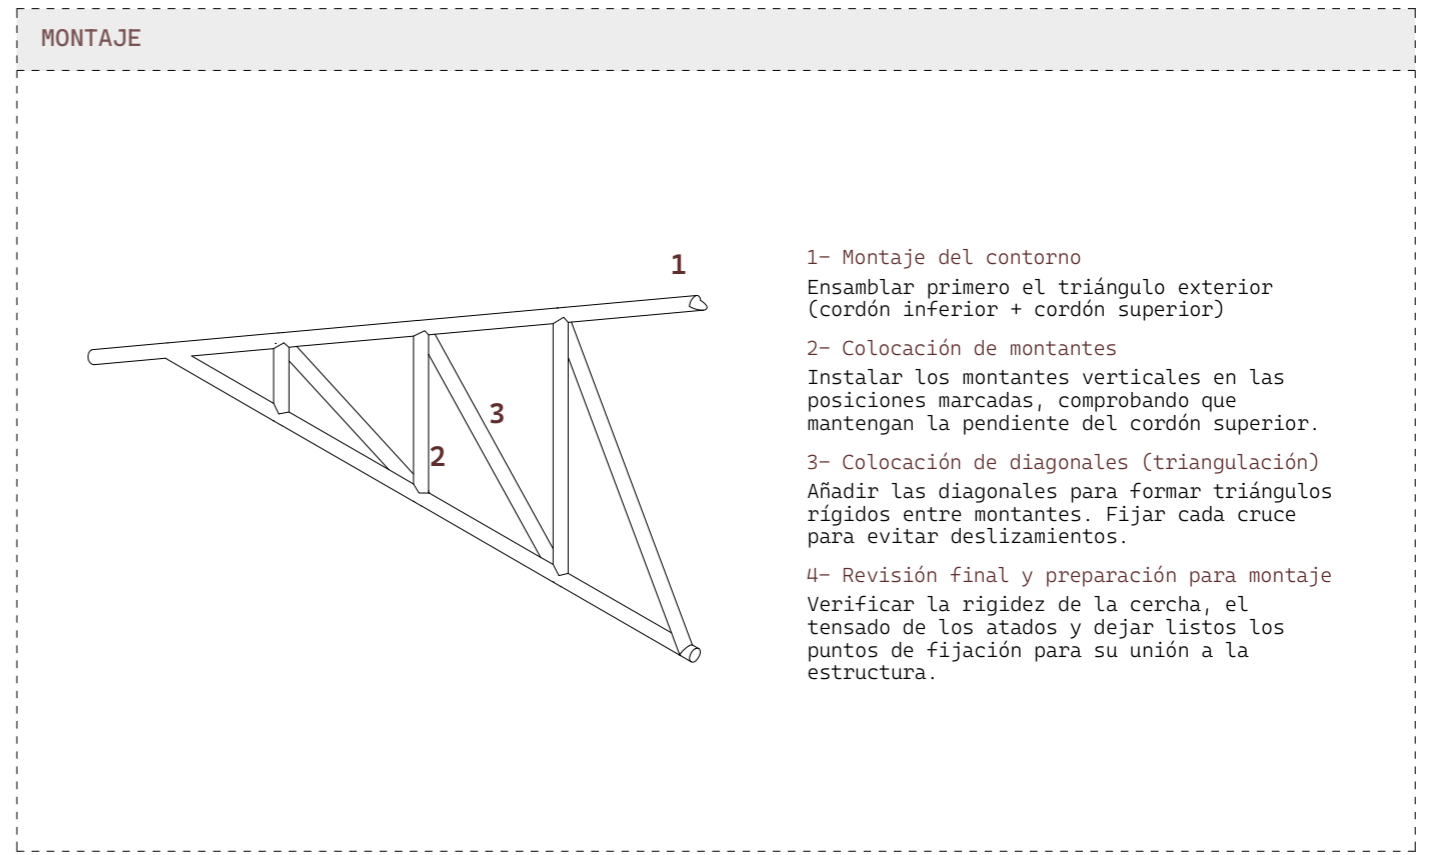 MONTAJE
1
3
2
1– Montaje del contorno
Ensamblar primero el triángulo exterior
(cordón inferior + cordón superior)
2– Colocación de montantes
Instalar los montantes verticales en las
posiciones marcadas, comprobando que
mantengan la pendiente del cordón superior.
3– Colocación de diagonales (triangulación)
Añadir las diagonales para formar triángulos
rígidos entre montantes. Fijar cada cruce
para evitar deslizamientos.
4– Revisión final y preparación para montaje
Verificar la rigidez de la cercha, el
tensado de los atados y dejar listos los
puntos de fijación para su unión a la
estructura.